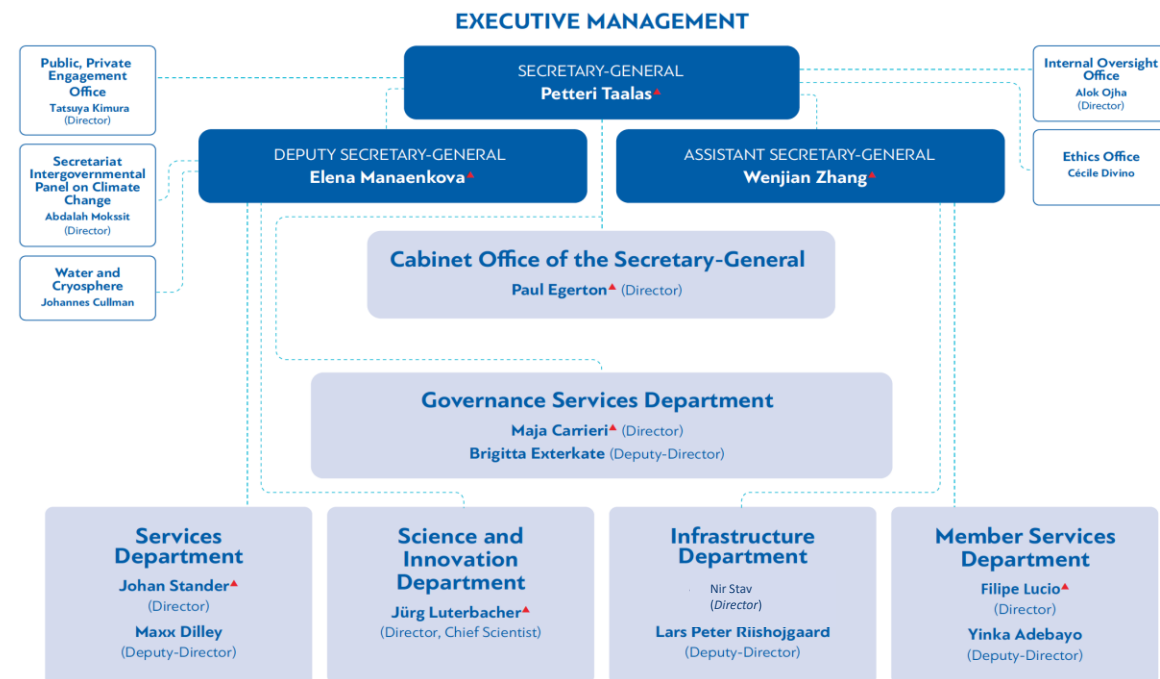 EXECUTIVE MANAGEMENT
Public, Private
Engagement
Office
Tatsuya Kimura
(Director)
SECRETARY-GENERAL
Petteri Taalas▲
Internal Oversight
Office
Alok Ojha
(Director)
Secretariat
Intergovernmental
Panel on Climate
Change
Abdalah Mokssit
(Director)
DEPUTY SECRETARY-GENERAL
Elena Manaenkova▲
ASSISTANT SECRETARY-GENERAL
Wenjian Zhang▲
Ethics Office
Cécile Divino
Water and
Cryosphere
Johannes Cullman
Cabinet Office of the Secretary-General
Paul Egerton▲ (Director)
Governance Services Department
Maja Carrieri▲ (Director)
Brigitta Exterkate (Deputy-Director)
Services
Department
Johan Stander▲
(Director)
Maxx Dilley
(Deputy-Director)
Science and
Innovation
Department
Jürg Luterbacher▲
(Director, Chief Scientist)
Infrastructure
Department
Nir Stav
(Director)
Lars Peter Riishojgaard
(Deputy-Director)
Member Services
Department
Filipe Lucio▲
(Director)
Yinka Adebayo
(Deputy-Director)